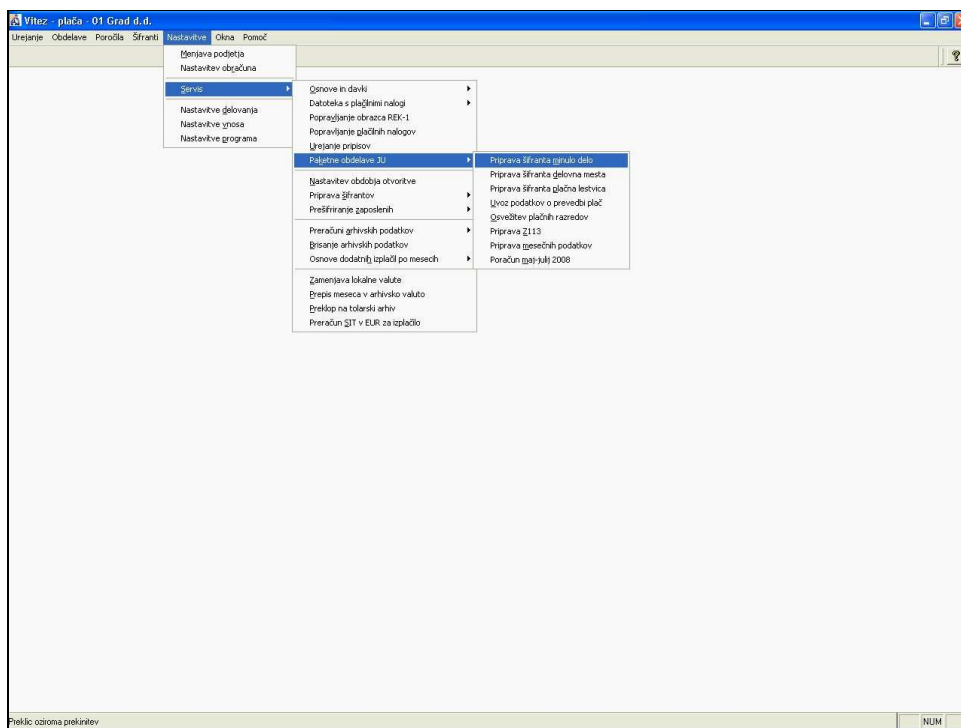 Vitez - plača - 01 Grad d.d.
Urejanje Obdelave Poročila Šifranti Nastavitve Okna Pomoč
Menjava podjetja
Nastavitev obračuna
Servis
Nastavitve delovanja
Nastavitve vnosa
Nastavitve programa
Osnove in davki
Datoteka s plačilnimi nalogi
Popravljanje obrazca REK-1
Popravljanje plačilnih nalogov
Urejanje pripisov
Paketne obdelave JU
Nastavitev obdobja otvoritve
Priprava šifrantov
Prešifriranje zaposlenih
Preračuni arhivskih podatkov
Brisanje arhivskih podatkov
Osnove dodatnih izplačil po mesecih
Zamenjava lokalne valute
Prepis meseca v arhivsko valuto
Preklop na tolarski arhiv
Preračun SIT v EUR za izplačilo
Priprava šifranta minulo delo
Priprava šifranta delovna mesta
Priprava šifranta plačna lestvica
Uvoz podatkov o prevedbi plač
Osvežitev plačnih razredov
Priprava Z113
Priprava mesečnih podatkov
Poračun maj-julij 2008
Preklic oziroma prekinitev
NUM